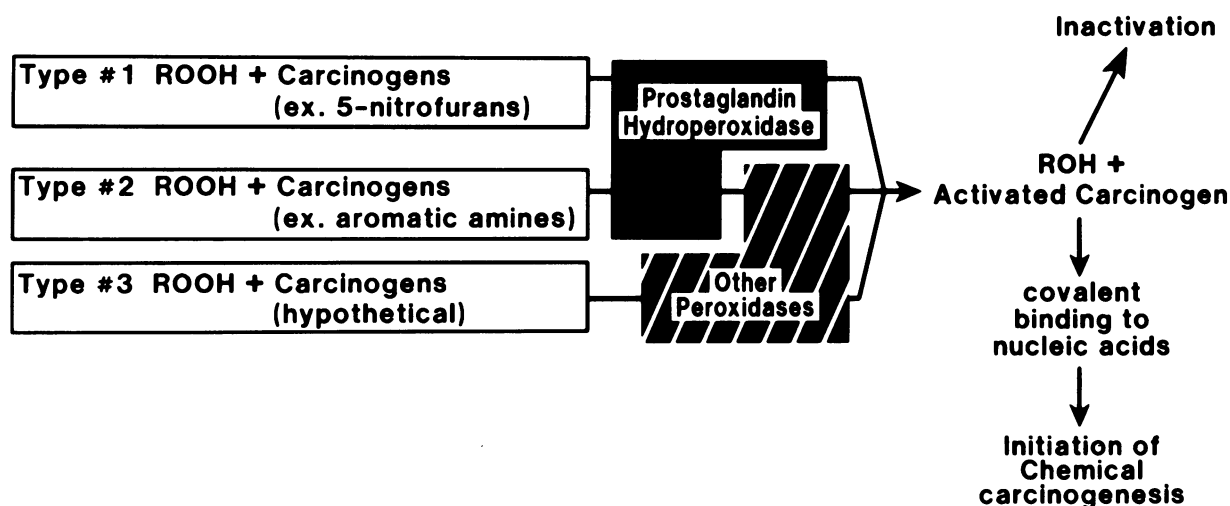 Type #1 ROOH + Carcinogens
(ex. 5-nitrofurans)
Type #2 ROOH + Carcinogens
(ex. aromatic amines)
Type #3 ROOH + Carcinogens
(hypothetical)
Prostaglandin
Hydroperoxidase
Other
Peroxidases
Inactivation
ROH +
Activated Carcinogen
covalent
binding to
nucleic acids
Initiation of
Chemical
carcinogenesis